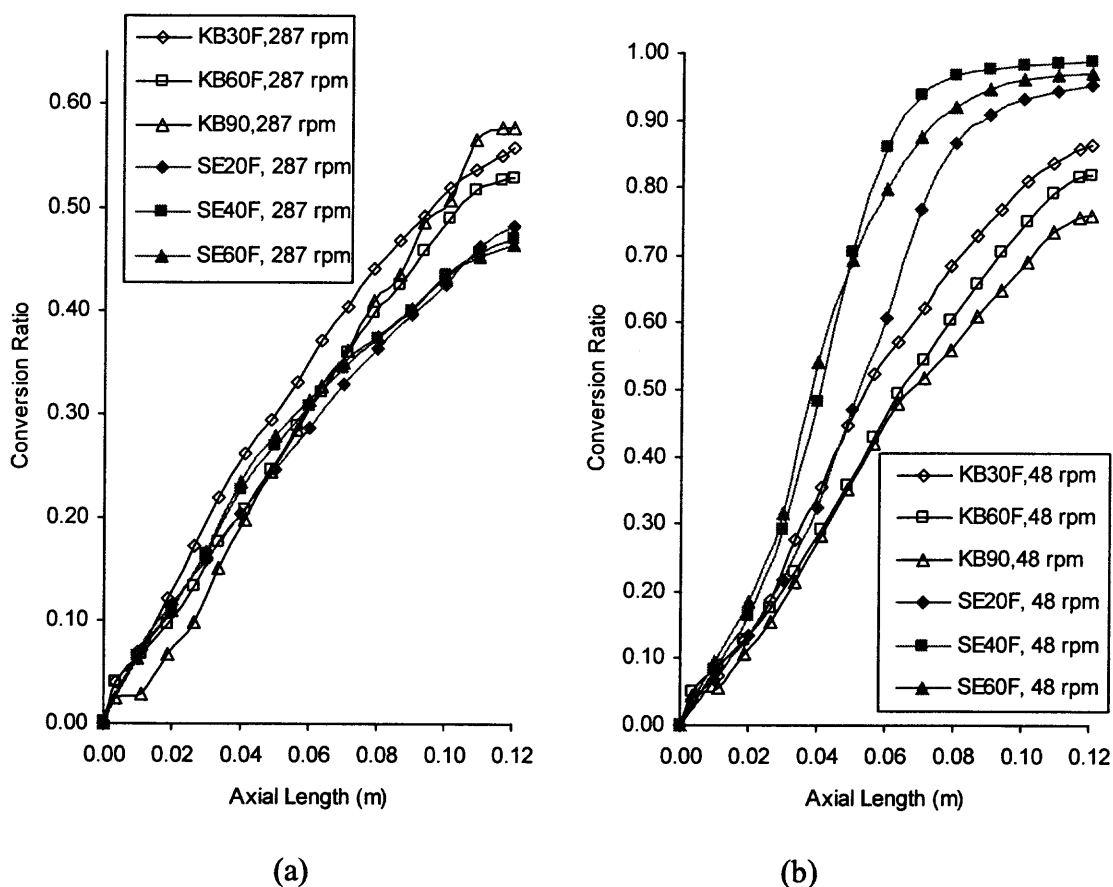 KB30F,287 rpm
KB60F,287 rpm
KB90,287 rpm
SE20F, 287 rpm
SE40F, 287 rpm
SE60F, 287 rpm
0.60
0.50
0.40
0.30
0.20
0.10
0.00
Conversion Ratio
0.00 0.02 0.04 0.06 0.08 0.10 0.12
Axial Length (m)
(a)
1.00
0.90
0.80
0.70
0.60
0.50
0.40
0.30
0.20
0.10
0.00
Conversion Ratio
KB30F,48 rpm
KB60F,48 rpm
KB90,48 rpm
SE20F, 48 rpm
SE40F, 48 rpm
SE60F, 48 rpm
0.00 0.02 0.04 0.06 0.08 0.10 0.12
Axial Length (m)
(b)